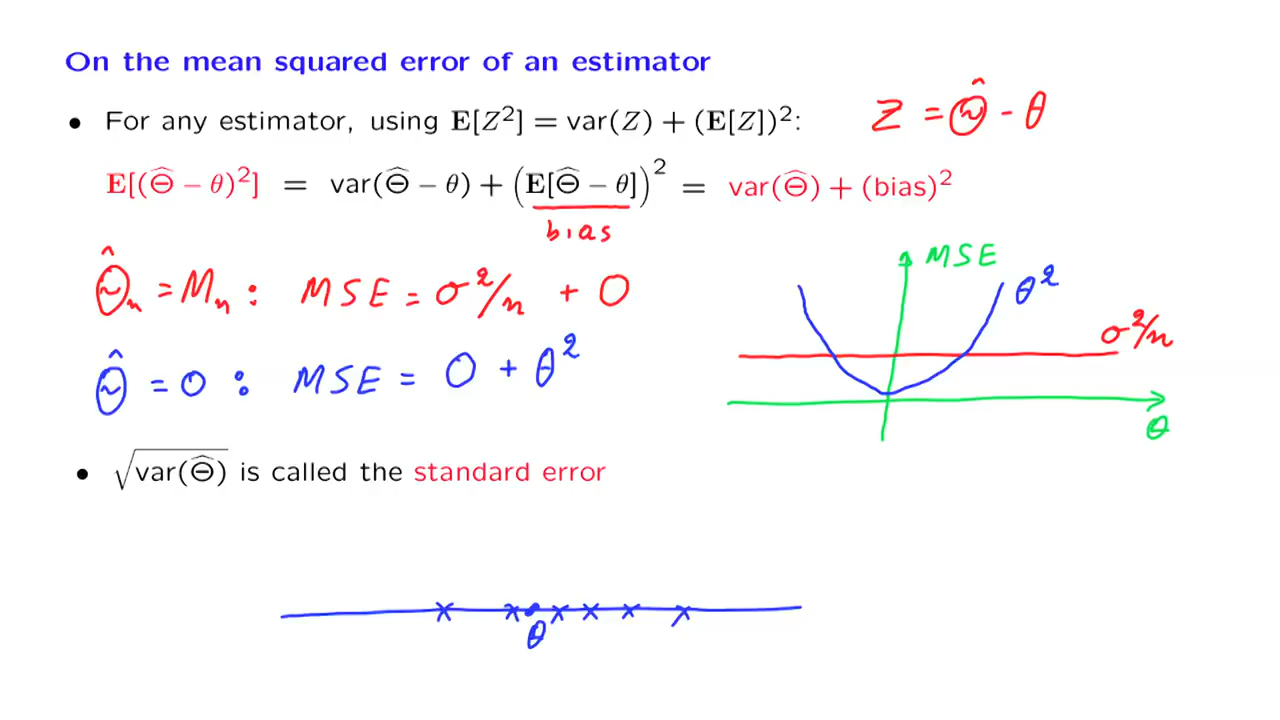 On the mean squared error of an estimator
• For any estimator, using E[Z²] = var(Z) + (E[Z])²:
Z = Θ̂ - θ
E[(Θ̂ − θ)²] = var(Θ̂ − θ) + (E[Θ̂ − θ])² = var(Θ̂) + (bias)²
bias
Θ̂ₙ = Mₙ : MSE = σ²/n + 0
Θ̂ = 0 : MSE = 0 + θ²
MSE
θ²
σ²/n
θ
• √var(Θ̂) is called the standard error
θ